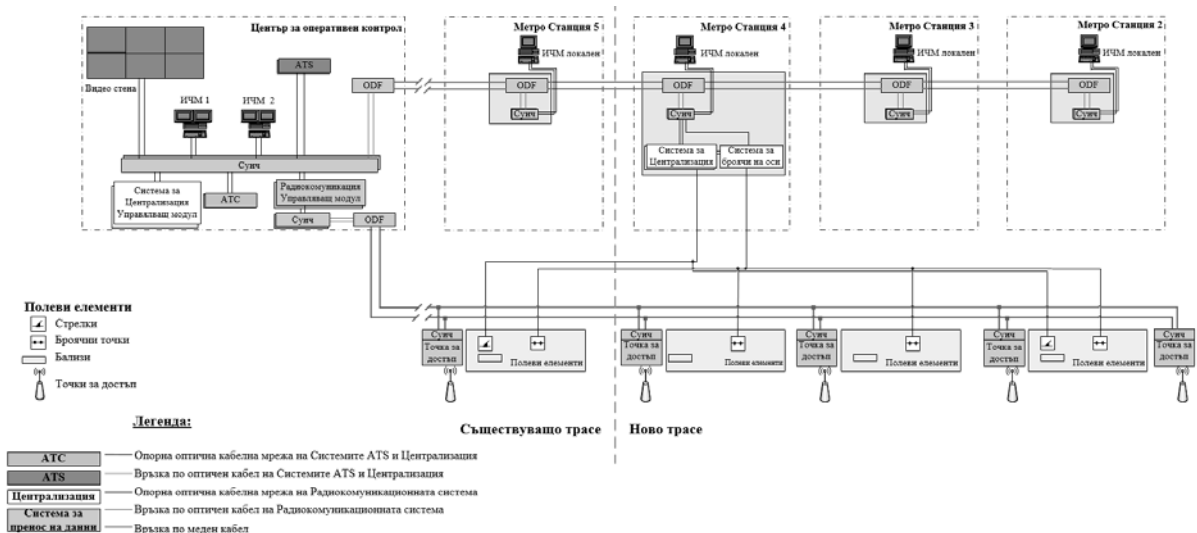 Център за оперативен контрол
Метро Станция 5
Метро Станция 4
Метро Станция 3
Метро Станция 2
ATS
ИЧМ локален
ИЧМ локален
ИЧМ локален
ИЧМ локален
Видео стена
ODF
ODF
ODF
ODF
ODF
ИЧМ 1
ИЧМ 2
Суич
Суич
Суич
Суич
Суич
Система за
Централизация
Система за
броячи на оси
Система за
Централизация
Управялващ модул
АТС
Радиокомуникация
Управляващ модул
Суич
ODF
Полеви елементи
Стрелки
Броячни точки
Бализи
Точки за достъп
Суич
Точка за
достъп
Полеви елементи
Суич
Точка за
достъп
Полеви елементи
Суич
Точка за
достъп
Полеви елементи
Суич
Точка за
достъп
Полеви елементи
Суич
Точка за
достъп
Съществуващо трасе
Ново трасе
Легенда:
АТС
Опорна оптична кабелна мрежа на Системите ATS и Централизация
ATS
Връзка по оптичен кабел на Системите ATS и Централизация
Централизация
Опорна оптична кабелна мрежа на Радиокомуникационната система
Система за
пренос на данни
Връзка по оптичен кабел на Радиокомуникационната система
Връзка по меден кабел